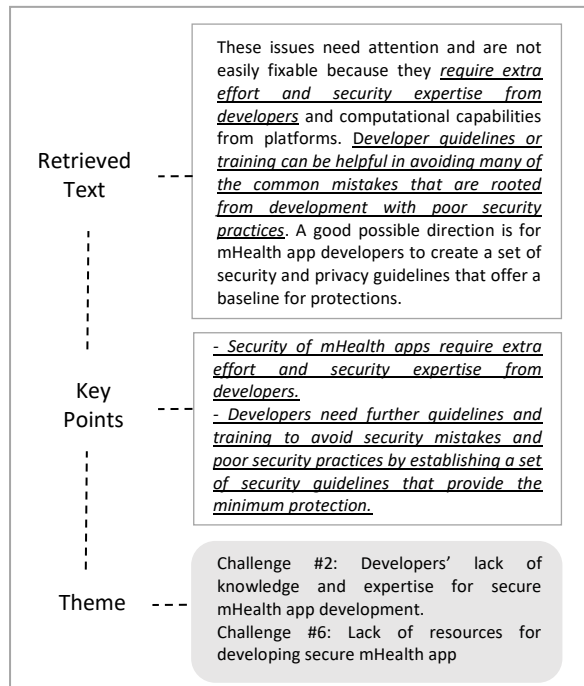 These issues need attention and are not
easily fixable because they require extra
effort and security expertise from
developers and computational capabilities
from platforms. Developer guidelines or
training can be helpful in avoiding many of
the common mistakes that are rooted
from development with poor security
practices. A good possible direction is for
mHealth app developers to create a set of
security and privacy guidelines that offer a
baseline for protections.
Retrieved
Text
- Security of mHealth apps require extra
effort and security expertise from
developers.
- Developers need further guidelines and
training to avoid security mistakes and
poor security practices by establishing a set
of security guidelines that provide the
minimum protection.
Key
Points
Challenge #2: Developers' lack of
knowledge and expertise for secure
mHealth app development.
Challenge #6: Lack of resources for
developing secure mHealth app
Theme